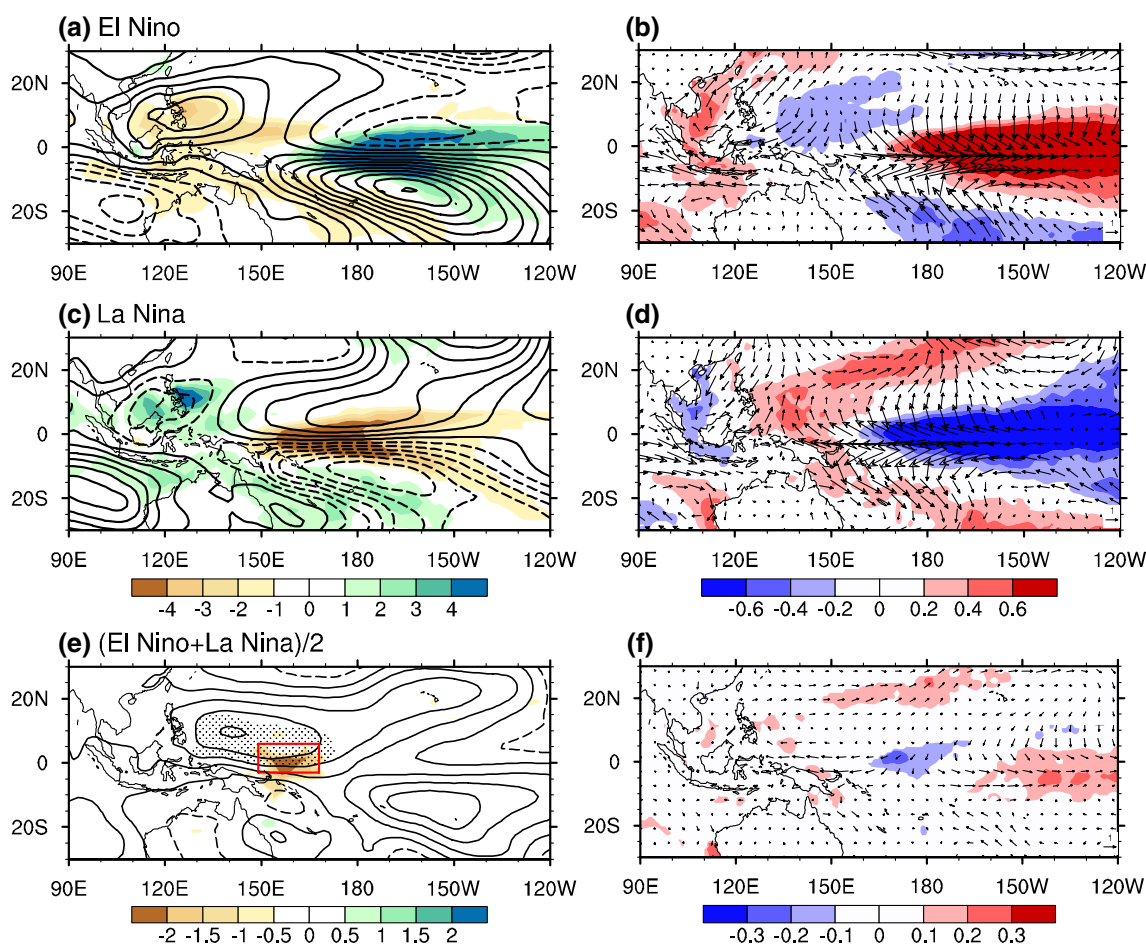 (a) El Nino
(b)
20N
0
20S
90E 120E 150E 180 150W 120W
20N
0
20S
90E 120E 150E 180 150W 120W
(c) La Nina
(d)
20N
0
20S
90E 120E 150E 180 150W 120W
20N
0
20S
90E 120E 150E 180 150W 120W
-4 -3 -2 -1 0 1 2 3 4
-0.6 -0.4 -0.2 0 0.2 0.4 0.6
(e) (El Nino+La Nina)/2
(f)
20N
0
20S
90E 120E 150E 180 150W 120W
20N
0
20S
90E 120E 150E 180 150W 120W
-2 -1.5 -1 -0.5 0 0.5 1 1.5 2
-0.3 -0.2 -0.1 0 0.1 0.2 0.3